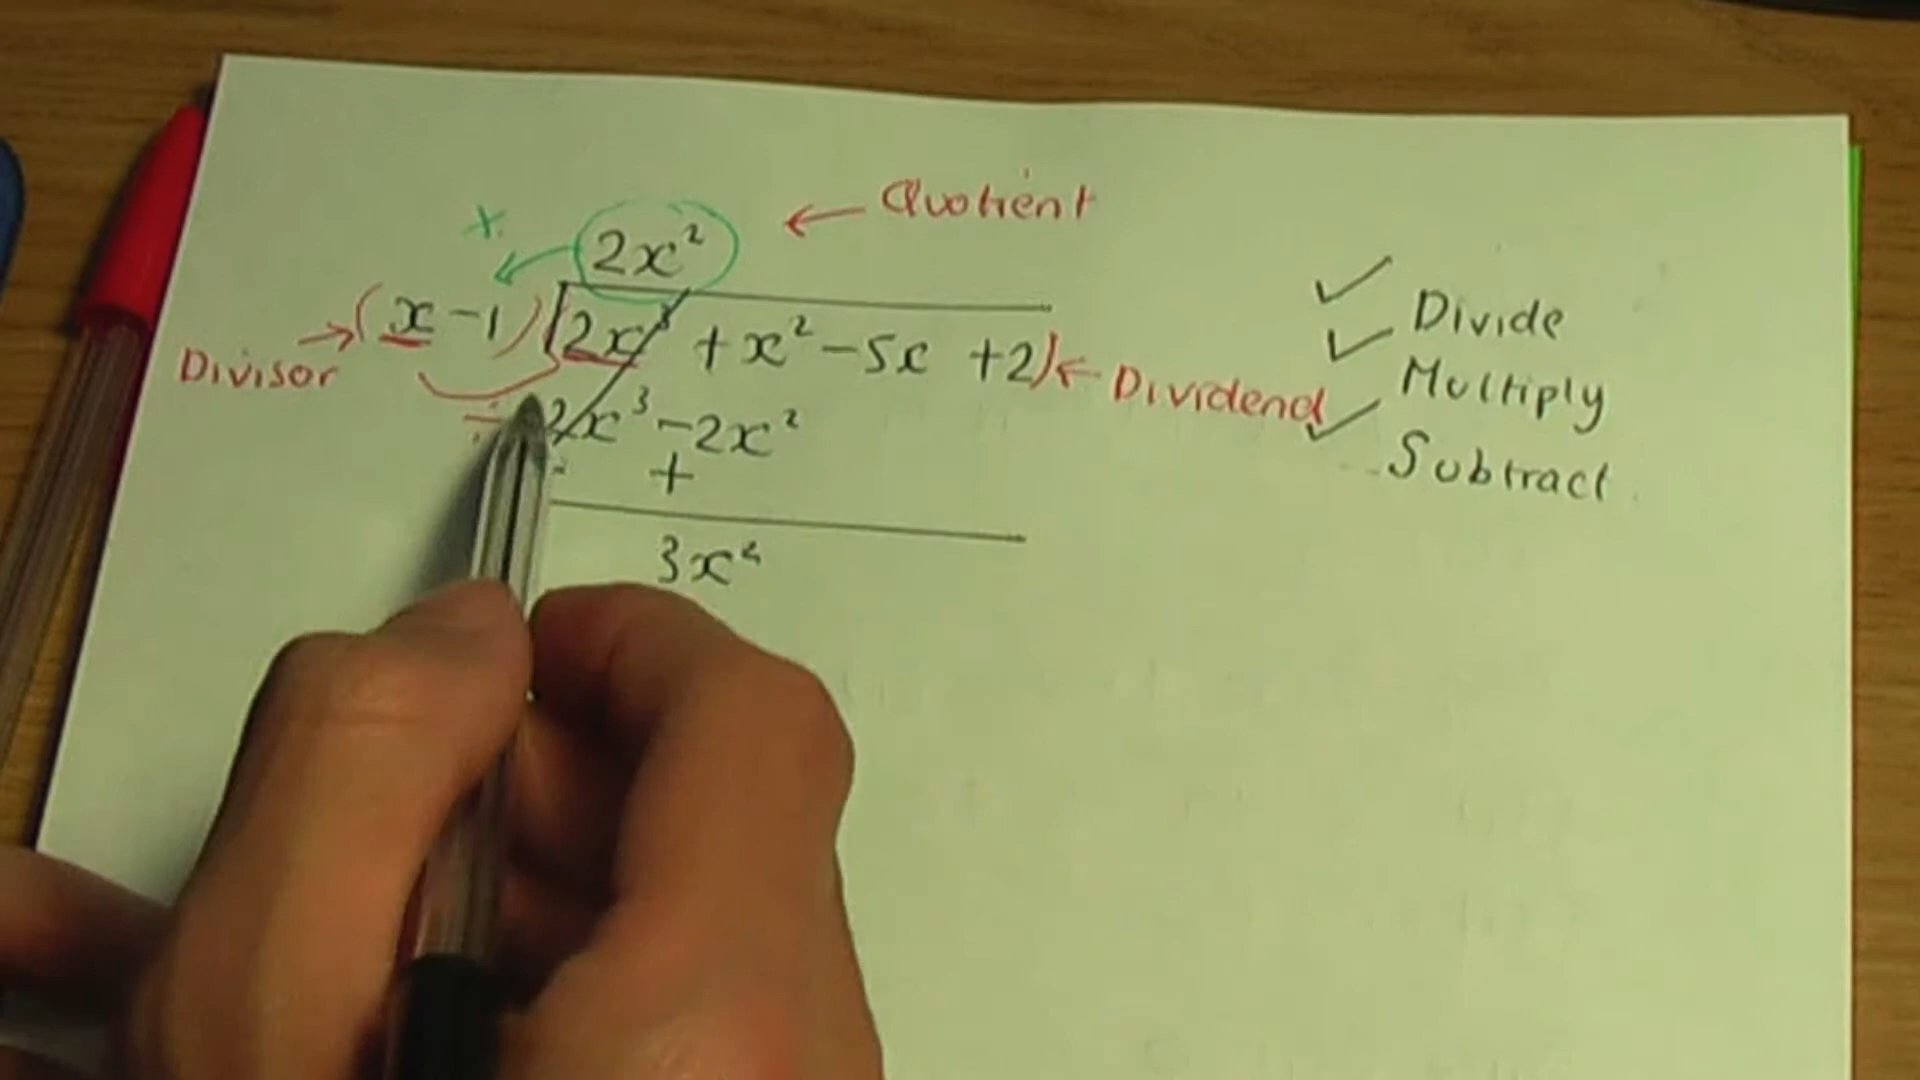 ← Quotient
× 2x²
(x-1) 2x³ + x² - 5x + 2) ← Dividend
Divisor →
÷ 2x³ - 2x²
- +
3x²
✓ Divide
✓ Multiply
✓ Subtract